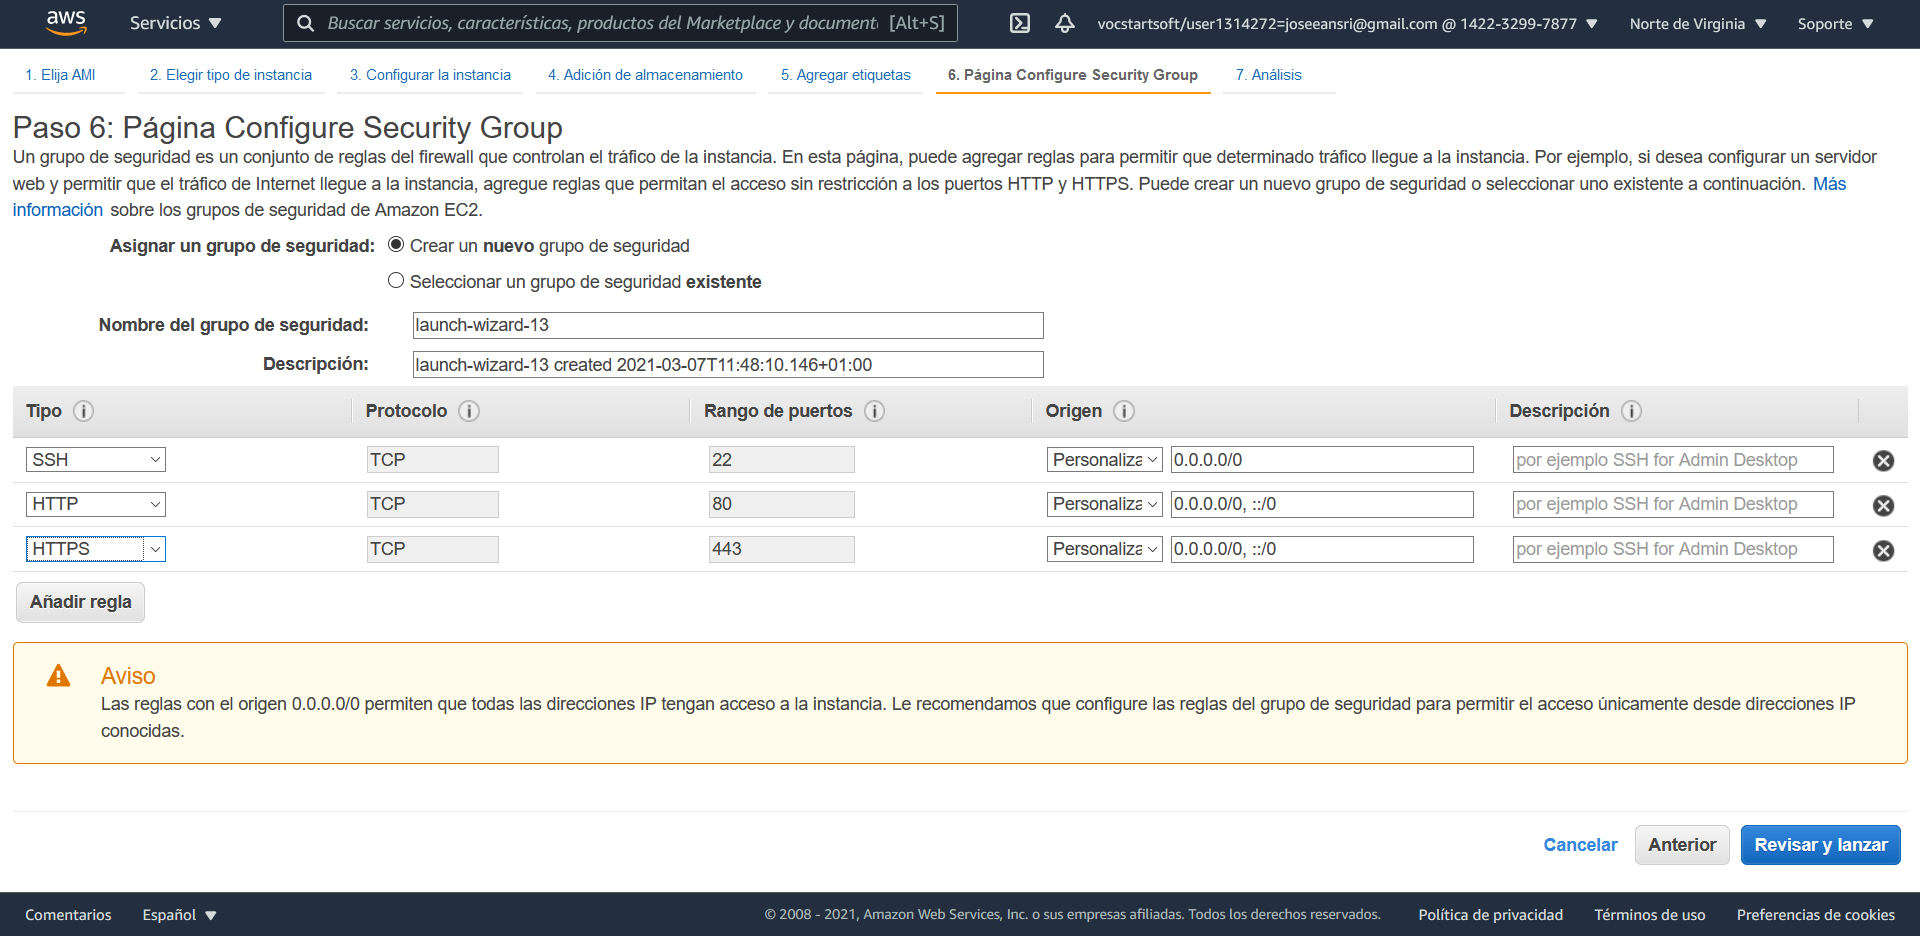 aws
Servicios
Buscar servicios, características, productos del Marketplace y document [Alt+S]
vocstartsoft/user1314272=joseeansri@gmail.com @ 1422-3299-7877
Norte de Virginia
Soporte
1. Elija AMI
2. Elegir tipo de instancia
3. Configurar la instancia
4. Adición de almacenamiento
5. Agregar etiquetas
6. Página Configure Security Group
7. Análisis
Paso 6: Página Configure Security Group
Un grupo de seguridad es un conjunto de reglas del firewall que controlan el tráfico de la instancia. En esta página, puede agregar reglas para permitir que determinado tráfico llegue a la instancia. Por ejemplo, si desea configurar un servidor
web y permitir que el tráfico de Internet llegue a la instancia, agregue reglas que permitan el acceso sin restricción a los puertos HTTP y HTTPS. Puede crear un nuevo grupo de seguridad o seleccionar uno existente a continuación. Más
información sobre los grupos de seguridad de Amazon EC2.
Asignar un grupo de seguridad: Crear un nuevo grupo de seguridad
Seleccionar un grupo de seguridad existente
Nombre del grupo de seguridad: launch-wizard-13
Descripción: launch-wizard-13 created 2021-03-07T11:48:10.146+01:00
Tipo i Protocolo i Rango de puertos i Origen i Descripción i
SSH TCP 22 Personaliza 0.0.0.0/0 por ejemplo SSH for Admin Desktop
HTTP TCP 80 Personaliza 0.0.0.0/0, ::/0 por ejemplo SSH for Admin Desktop
HTTPS TCP 443 Personaliza 0.0.0.0/0, ::/0 por ejemplo SSH for Admin Desktop
Añadir regla
Aviso
Las reglas con el origen 0.0.0.0/0 permiten que todas las direcciones IP tengan acceso a la instancia. Le recomendamos que configure las reglas del grupo de seguridad para permitir el acceso únicamente desde direcciones IP
conocidas.
Cancelar
Anterior
Revisar y lanzar
Comentarios
Español
© 2008 - 2021, Amazon Web Services, Inc. o sus empresas afiliadas. Todos los derechos reservados.
Política de privacidad
Términos de uso
Preferencias de cookies